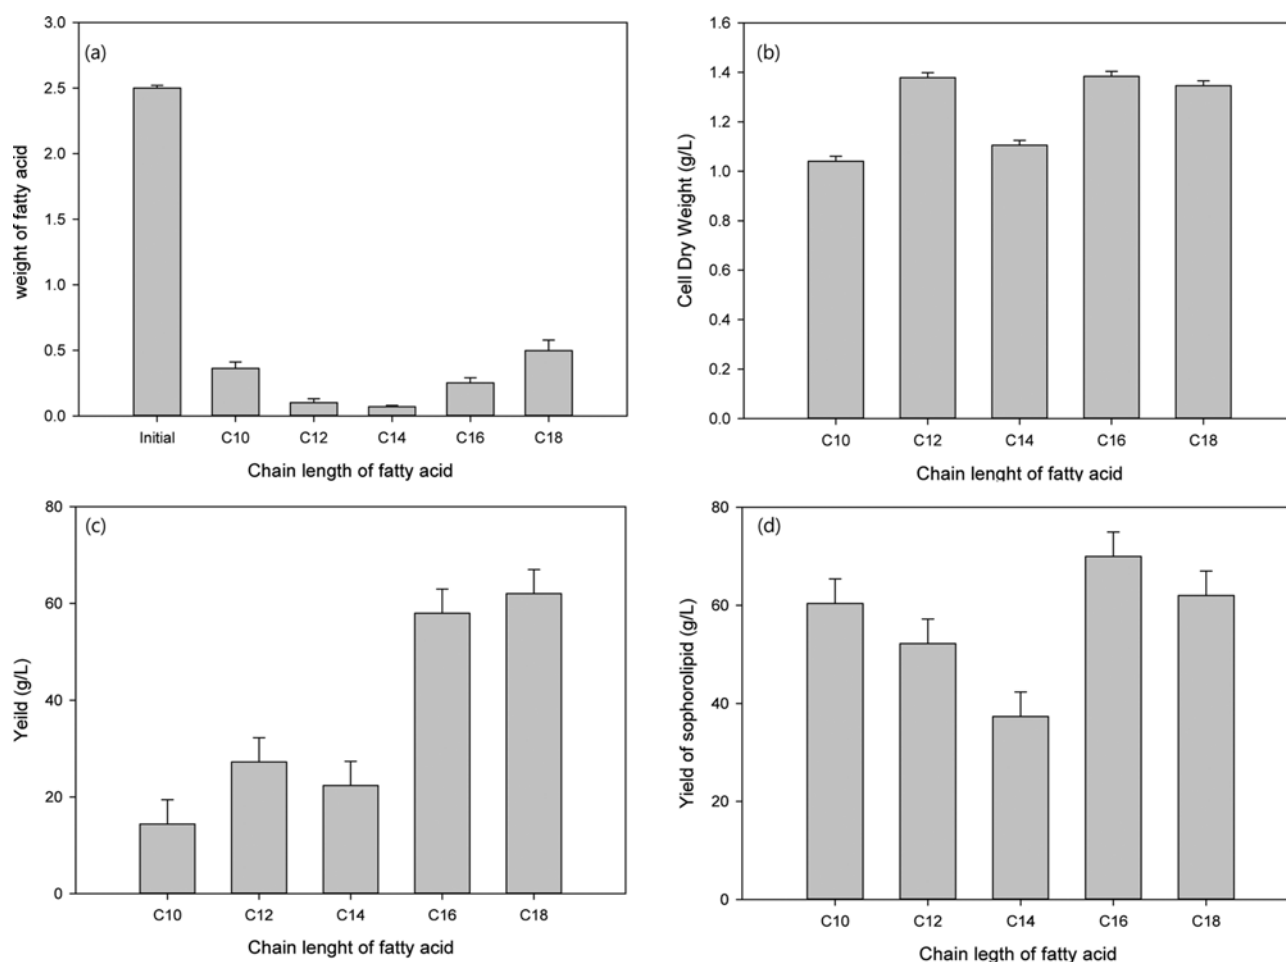 (a)
weight of fatty acid
3.0
2.5
2.0
1.5
1.0
0.5
0.0
Initial C10 C12 C14 C16 C18
Chain length of fatty acid
(b)
Cell Dry Weight (g/L)
1.6
1.4
1.2
1.0
0.8
0.6
0.4
0.2
0.0
C10 C12 C14 C16 C18
Chain lenght of fatty acid
(c)
Yeild (g/L)
80
60
40
20
0
C10 C12 C14 C16 C18
Chain lenght of fatty acid
(d)
Yield of sophorolipid (g/L)
80
60
40
20
0
C10 C12 C14 C16 C18
Chain legth of fatty acid